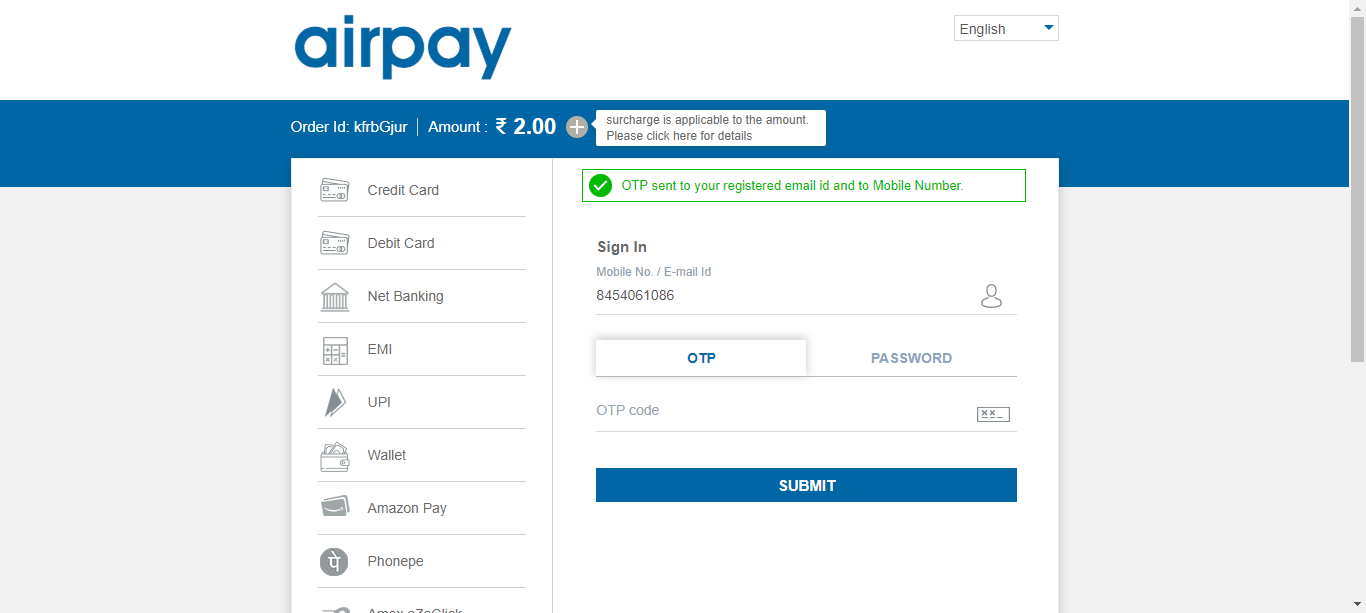 airpay
English
Order Id: kfrbGjur
Amount : ₹ 2.00
surcharge is applicable to the amount.
Please click here for details
Credit Card
Debit Card
Net Banking
EMI
UPI
Wallet
Amazon Pay
Phonepe
Amex eZeClick
OTP sent to your registered email id and to Mobile Number.
Sign In
Mobile No. / E-mail Id
8454061086
OTP
PASSWORD
OTP code
SUBMIT